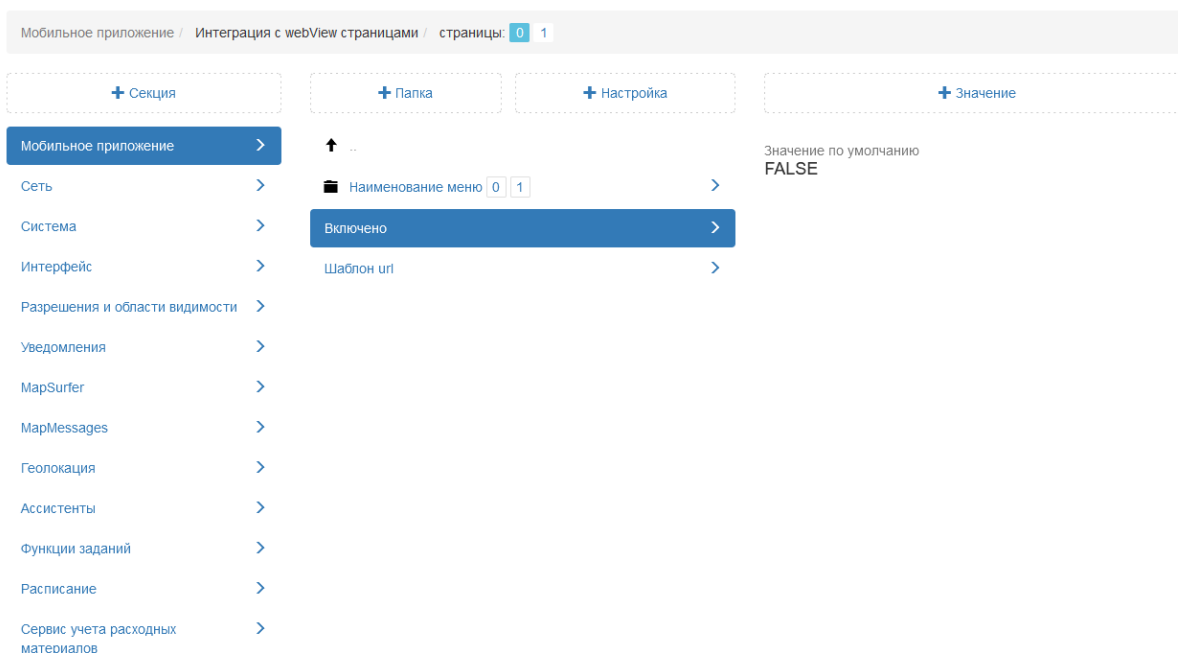 Мобильное приложение / Интеграция с webView страницами / страницы: 0 1
+ Секция
+ Папка
+ Настройка
+ Значение
Мобильное приложение
Сеть
Система
Интерфейс
Разрешения и области видимости
Уведомления
MapSurfer
MapMessages
Геолокация
Ассистенты
Функции заданий
Расписание
Сервис учета расходных
материалов
..
Наименование меню 0 1
Включено
Шаблон url
Значение по умолчанию
FALSE